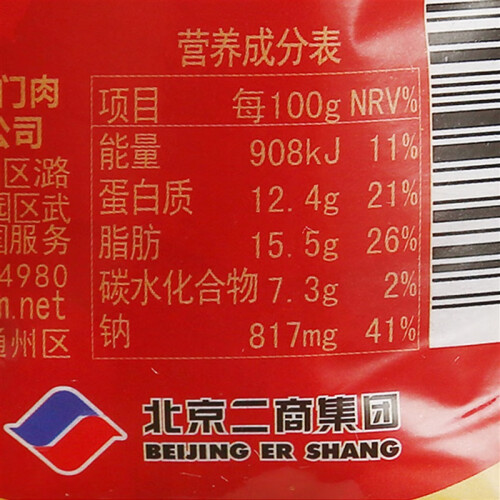 营养成分表
项目 每100g NRV%
能量 908kJ 11%
蛋白质 12.4g 21%
脂肪 15.5g 26%
碳水化合物 7.3g 2%
钠 817mg 41%
门肉
公司
区潞
园区武
服务
4980
m.net
通州区
北京二商集团
BEIJING ER SHANG